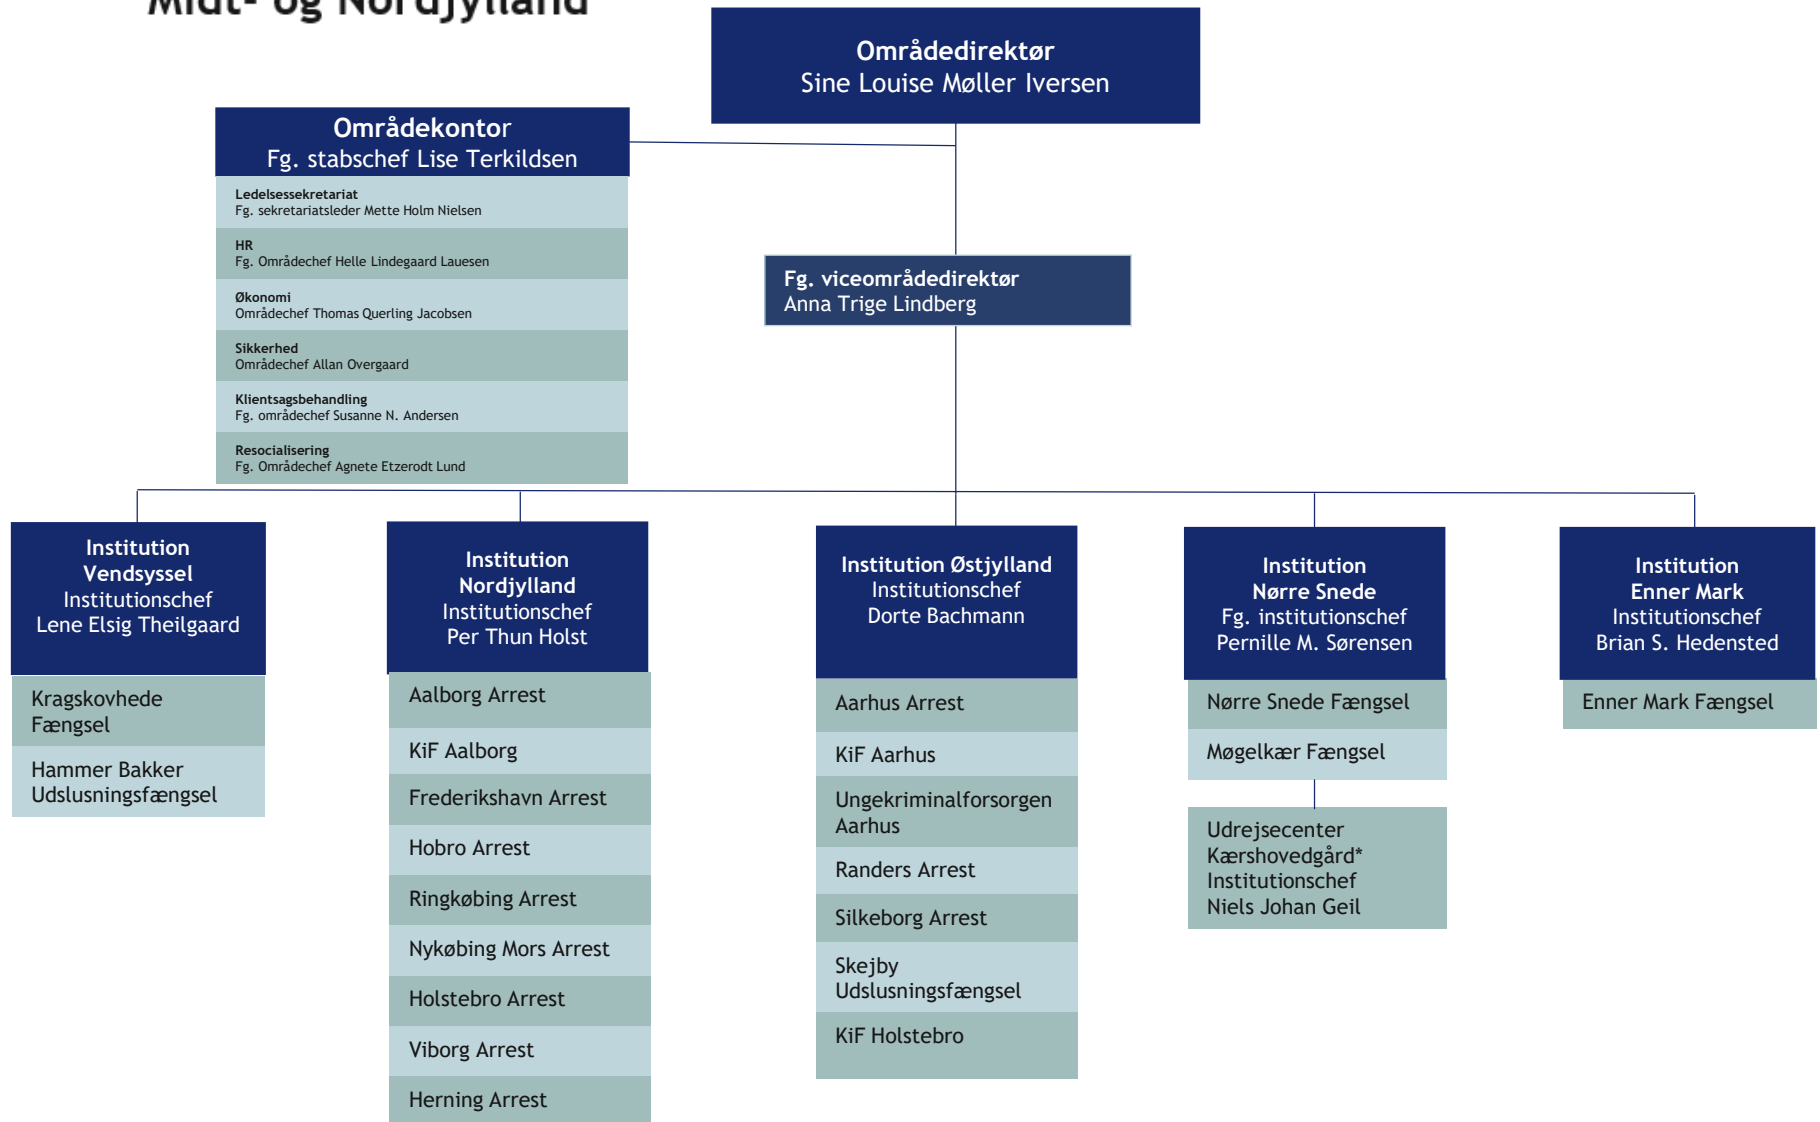 Midt- og Nordjylland
Områdedirektør
Sine Louise Møller Iversen
Områdekontor
Fg. stabschef Lise Terkildsen
Ledelsessekretariat
Fg. sekretariatsleder Mette Holm Nielsen
HR
Fg. Områdechef Helle Lindegaard Lauesen
Økonomi
Områdechef Thomas Querling Jacobsen
Sikkerhed
Områdechef Allan Overgaard
Klientsagsbehandling
Fg. områdechef Susanne N. Andersen
Resocialisering
Fg. Områdechef Agnete Etzerodt Lund
Fg. viceområdedirektør
Anna Trige Lindberg
Institution
Vendsyssel
Institutionschef
Lene Elsig Theilgaard
Kragskovhede
Fængsel
Hammer Bakker
Udslusningsfængsel
Institution
Nordjylland
Institutionschef
Per Thun Holst
Aalborg Arrest
KiF Aalborg
Frederikshavn Arrest
Hobro Arrest
Ringkøbing Arrest
Nykøbing Mors Arrest
Holstebro Arrest
Viborg Arrest
Herning Arrest
Institution Østjylland
Institutionschef
Dorte Bachmann
Aarhus Arrest
KiF Aarhus
Ungekriminalforsorgen
Aarhus
Randers Arrest
Silkeborg Arrest
Skejby
Udslusningsfængsel
KiF Holstebro
Institution
Nørre Snede
Fg. institutionschef
Pernille M. Sørensen
Nørre Snede Fængsel
Møgelkær Fængsel
Udrejsecenter
Kærshovedgård*
Institutionschef
Niels Johan Geil
Institution
Enner Mark
Institutionschef
Brian S. Hedensted
Enner Mark Fængsel